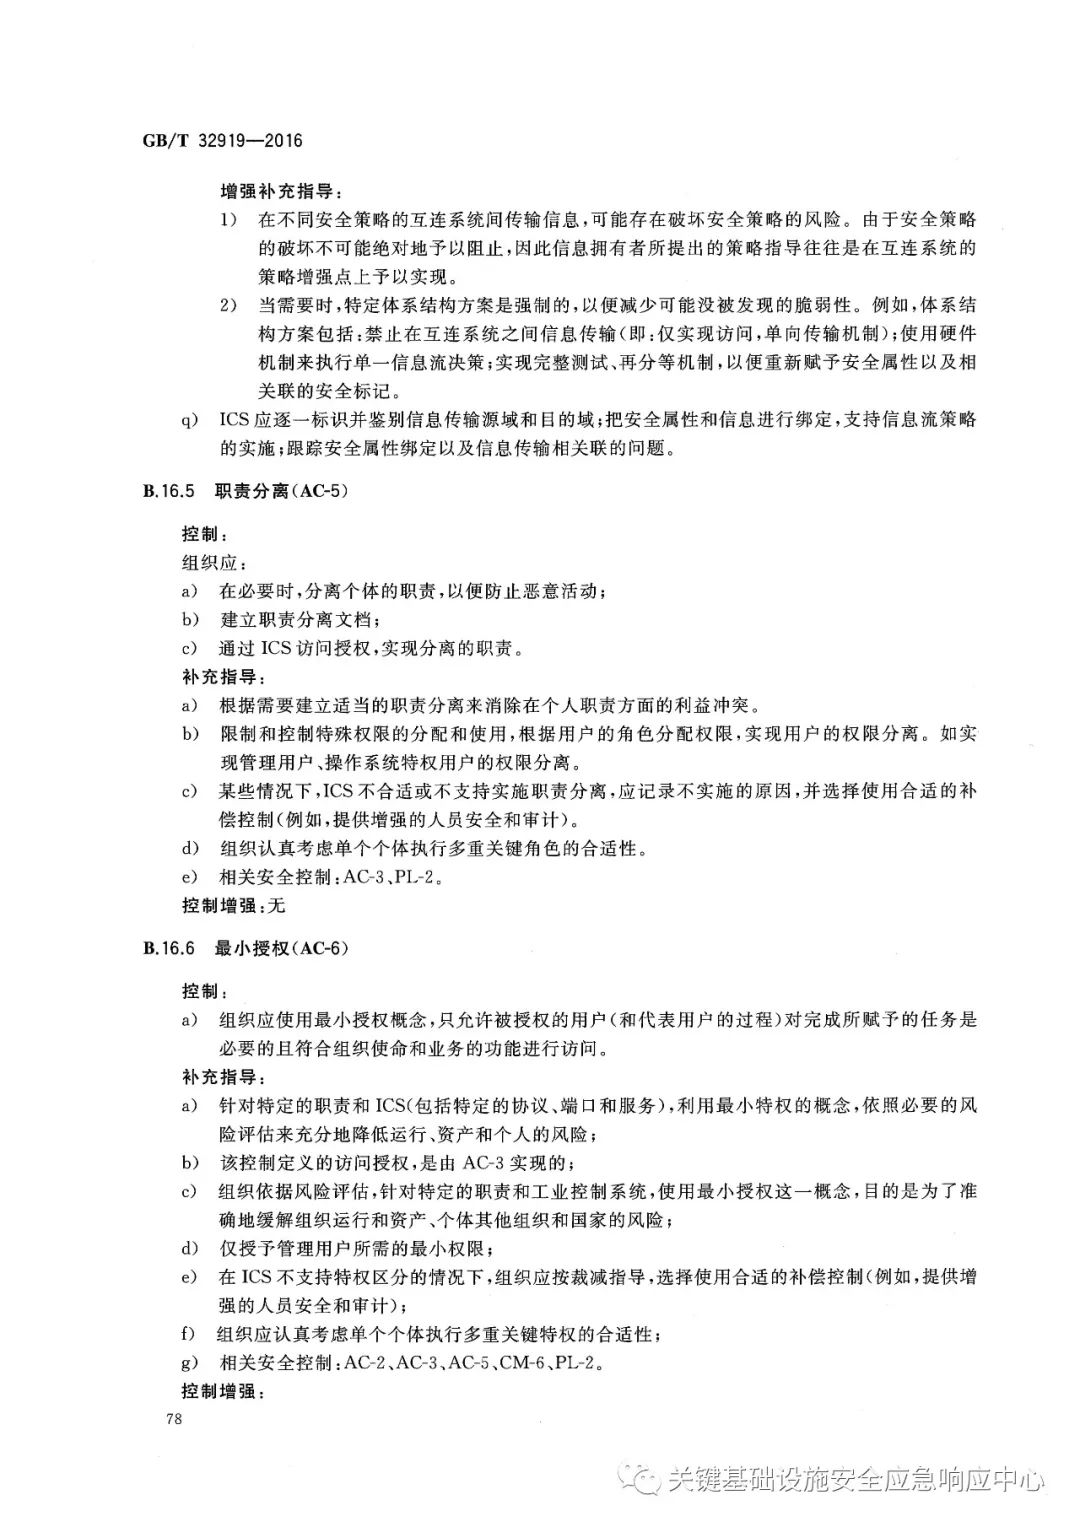 GB/T 32919—2016
增强补充指导：
1） 在不同安全策略的互连系统间传输信息，可能存在破坏安全策略的风险。由于安全策略
的破坏不可能绝对地予以阻止，因此信息拥有者所提出的策略指导往往是在互连系统的
策略增强点上予以实现。
2） 当需要时，特定体系结构方案是强制的，以便减少可能没被发现的脆弱性。例如，体系结
构方案包括：禁止在互连系统之间信息传输（即：仅实现访问，单向传输机制）；使用硬件
机制来执行单一信息流决策；实现完整测试、再分等机制，以便重新赋予安全属性以及相
关联的安全标记。
q） ICS应逐一标识并鉴别信息传输源域和目的域；把安全属性和信息进行绑定，支持信息流策略
的实施；跟踪安全属性绑定以及信息传输相关联的问题。
B.16.5 职责分离（AC-5）
控制：
组织应：
a） 在必要时，分离个体的职责，以便防止恶意活动；
b） 建立职责分离文档；
c） 通过ICS访问授权，实现分离的职责。
补充指导：
a） 根据需要建立适当的职责分离来消除在个人职责方面的利益冲突。
b） 限制和控制特殊权限的分配和使用，根据用户的角色分配权限，实现用户的权限分离。如实
现管理用户、操作系统特权用户的权限分离。
c） 某些情况下，ICS不合适或不支持实施职责分离，应记录不实施的原因，并选择使用合适的补
偿控制（例如，提供增强的人员安全和审计）。
d） 组织认真考虑单个个体执行多重关键角色的合适性。
e） 相关安全控制：AC-3、PL-2。
控制增强：无
B.16.6 最小授权（AC-6）
控制：
a） 组织应使用最小授权概念，只允许被授权的用户（和代表用户的过程）对完成所赋予的任务是
必要的且符合组织使命和业务的功能进行访问。
补充指导：
a） 针对特定的职责和ICS（包括特定的协议、端口和服务），利用最小特权的概念，依照必要的风
险评估来充分地降低运行、资产和个人的风险；
b） 该控制定义的访问授权，是由 AC-3 实现的；
c） 组织依据风险评估，针对特定的职责和工业控制系统，使用最小授权这一概念，目的是为了准
确地缓解组织运行和资产、个体其他组织和国家的风险；
d） 仅授予管理用户所需的最小权限；
e） 在ICS不支持特权区分的情况下，组织应按裁减指导，选择使用合适的补偿控制（例如，提供增
强的人员安全和审计）；
f） 组织应认真考虑单个个体执行多重关键特权的合适性；
g） 相关安全控制：AC-2、AC-3、AC-5、CM-6、PL-2。
控制增强：
78
关键基础设施安全应急响应中心